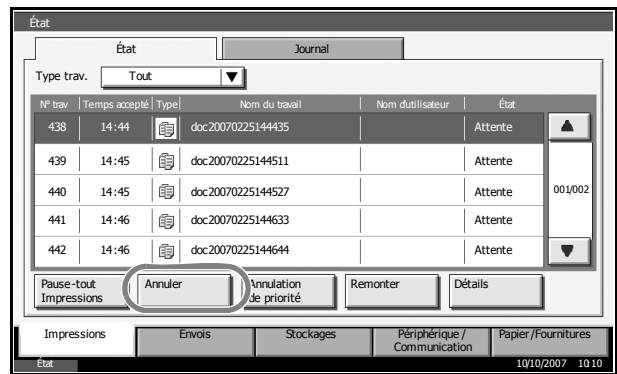 État
État Journal
Type trav. Tout
N° trav Temps accepté Type Nom du travail Nom d'utilisateur État
438 14:44 doc20070225144435 Attente
439 14:45 doc20070225144511 Attente
440 14:45 doc20070225144527 Attente
001/002
441 14:46 doc20070225144633 Attente
442 14:46 doc20070225144644 Attente
Pause-tout Impressions Annuler Annulation de priorité Remonter Détails
Impressions Envois Stockages Périphérique / Communication Papier/Fournitures
État 10/10/2007 10:10